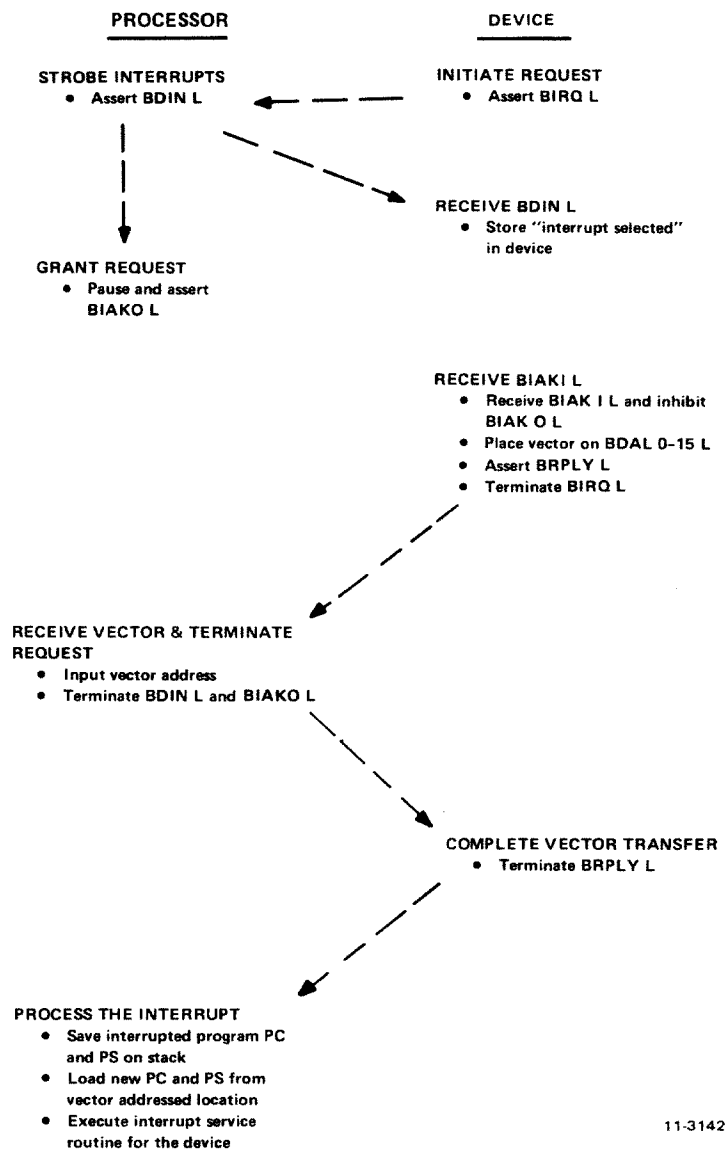 PROCESSOR
DEVICE
STROBE INTERRUPTS
• Assert BDIN L
INITIATE REQUEST
• Assert BIRQ L
RECEIVE BDIN L
• Store "interrupt selected"
in device
GRANT REQUEST
• Pause and assert
BIAKO L
RECEIVE BIAKI L
• Receive BIAK I L and inhibit
BIAK O L
• Place vector on BDAL 0-15 L
• Assert BRPLY L
• Terminate BIRQ L
RECEIVE VECTOR & TERMINATE
REQUEST
• Input vector address
• Terminate BDIN L and BIAKO L
COMPLETE VECTOR TRANSFER
• Terminate BRPLY L
PROCESS THE INTERRUPT
• Save interrupted program PC
and PS on stack
• Load new PC and PS from
vector addressed location
• Execute interrupt service
routine for the device
11-3142